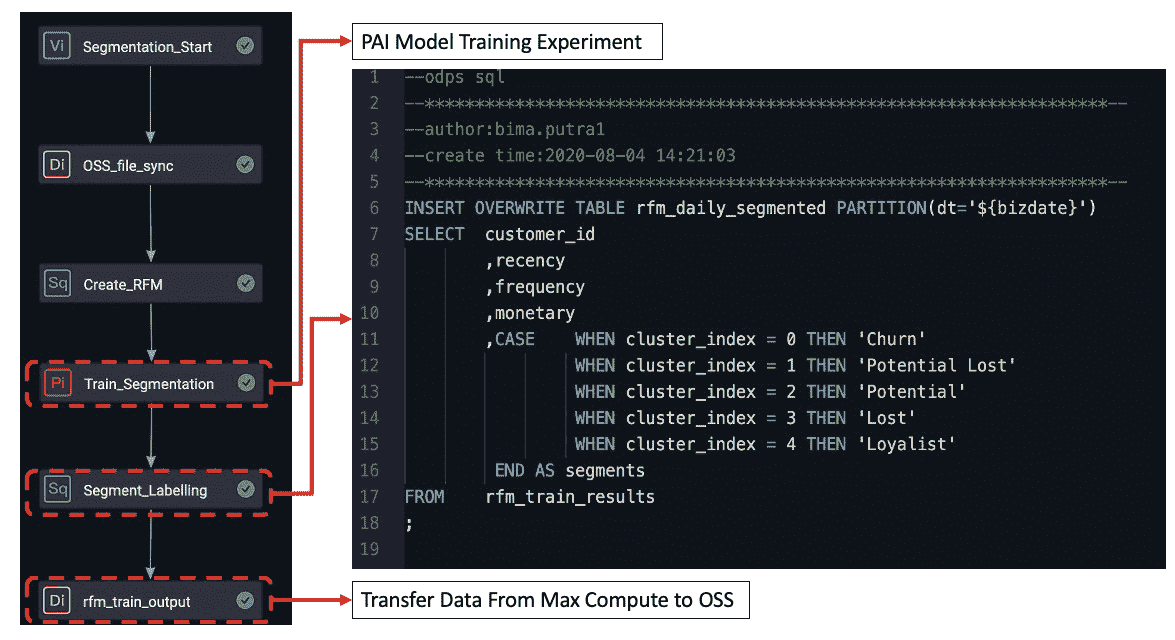 Vi Segmentation_Start
Di OSS_file_sync
Sq Create_RFM
Pi Train_Segmentation
Sq Segment_Labelling
Di rfm_train_output
PAI Model Training Experiment
1 --odps sql
2 --********************************************************************--
3 --author:bima.putra1
4 --create time:2020-08-04 14:21:03
5 --********************************************************************--
6 INSERT OVERWRITE TABLE rfm_daily_segmented PARTITION(dt='${bizdate}')
7 SELECT customer_id
8 ,recency
9 ,frequency
10 ,monetary
11 ,CASE WHEN cluster_index = 0 THEN 'Churn'
12 WHEN cluster_index = 1 THEN 'Potential Lost'
13 WHEN cluster_index = 2 THEN 'Potential'
14 WHEN cluster_index = 3 THEN 'Lost'
15 WHEN cluster_index = 4 THEN 'Loyalist'
16 END AS segments
17 FROM rfm_train_results
18 ;
19
Transfer Data From Max Compute to OSS